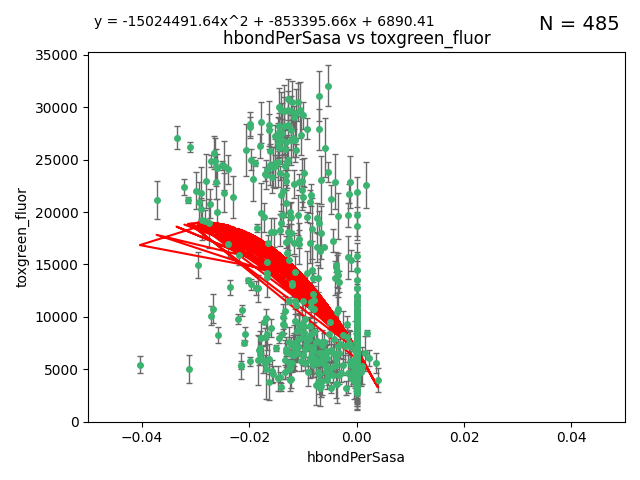 y = -15024491.64x^2 + -853395.66x + 6890.41
N = 485
hbondPerSasa vs toxgreen_fluor
35000
30000
25000
20000
15000
10000
5000
0
toxgreen_fluor
−0.04
−0.02
0.00
0.02
0.04
hbondPerSasa